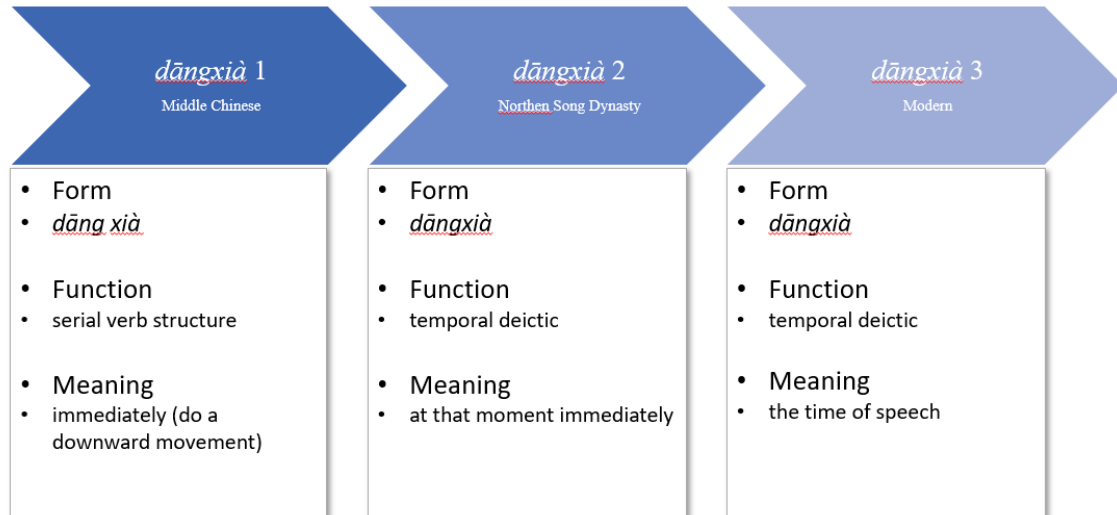 dāngxià 1
Middle Chinese
• Form
• dāng xià
• Function
• serial verb structure
• Meaning
• immediately (do a
downward movement)
dāngxià 2
Northen Song Dynasty
• Form
• dāngxià
• Function
• temporal deictic
• Meaning
• at that moment immediately
dāngxià 3
Modern
• Form
• dāngxià
• Function
• temporal deictic
• Meaning
• the time of speech